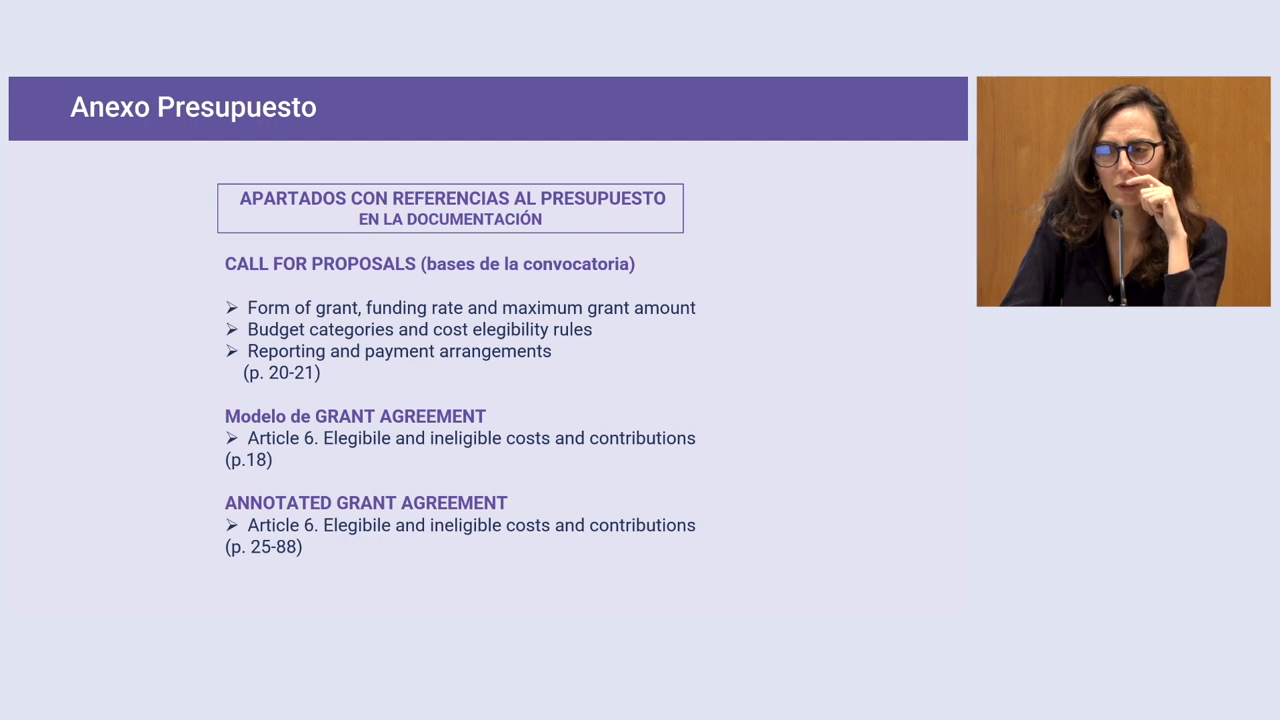 Anexo Presupuesto
APARTADOS CON REFERENCIAS AL PRESUPUESTO
EN LA DOCUMENTACIÓN
CALL FOR PROPOSALS (bases de la convocatoria)
➢ Form of grant, funding rate and maximum grant amount
➢ Budget categories and cost elegibility rules
➢ Reporting and payment arrangements
(p. 20-21)
Modelo de GRANT AGREEMENT
➢ Article 6. Elegibile and ineligible costs and contributions
(p.18)
ANNOTATED GRANT AGREEMENT
➢ Article 6. Elegibile and ineligible costs and contributions
(p. 25-88)